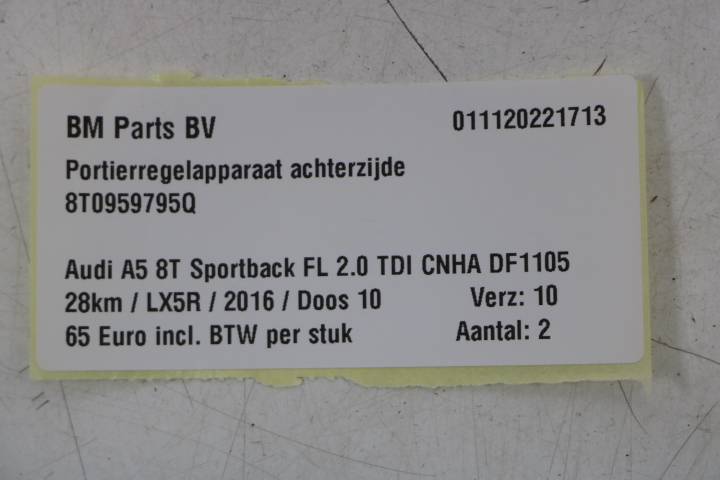 BM Parts BV 011120221713
Portierregelapparaat achterzijde
8T0959795Q
Audi A5 8T Sportback FL 2.0 TDI CNHA DF1105
28km / LX5R / 2016 / Doos 10 Verz: 10
65 Euro incl. BTW per stuk Aantal: 2